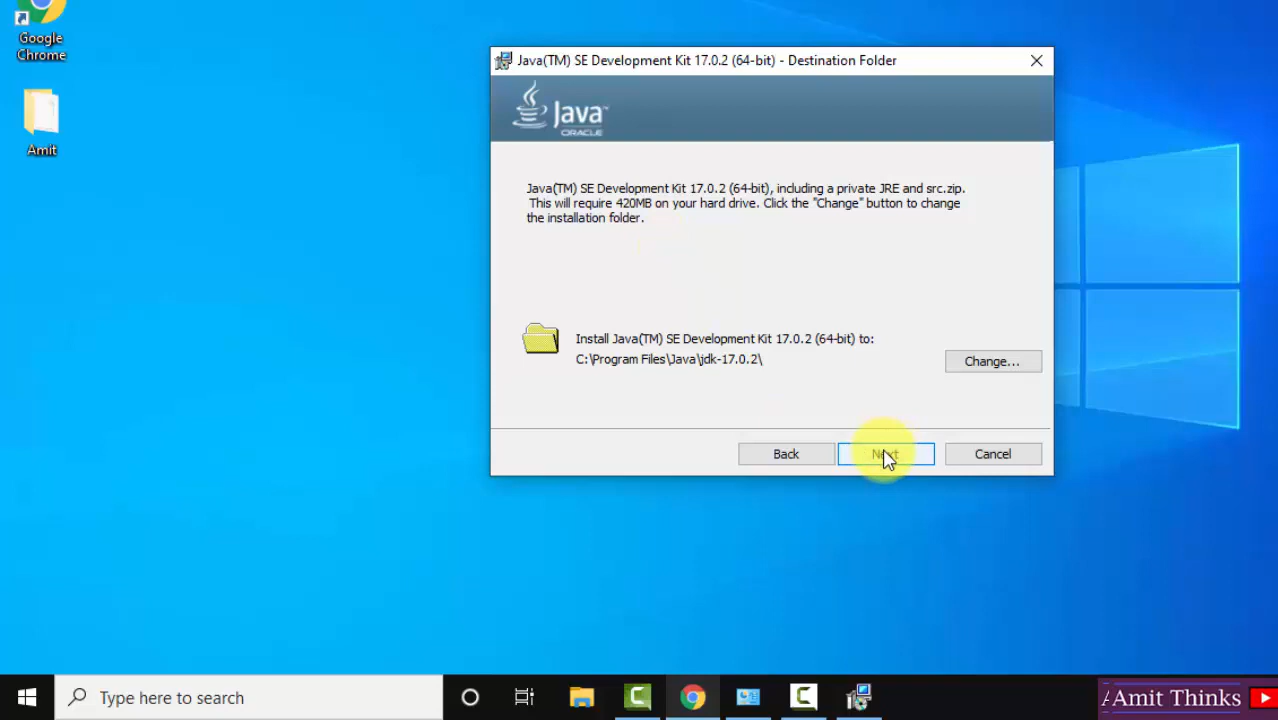 Google
Chrome
Amit
Java(TM) SE Development Kit 17.0.2 (64-bit) - Destination Folder
Java™
ORACLE
Java(TM) SE Development Kit 17.0.2 (64-bit), including a private JRE and src.zip.
This will require 420MB on your hard drive. Click the "Change" button to change
the installation folder.
Install Java(TM) SE Development Kit 17.0.2 (64-bit) to:
C:\Program Files\Java\jdk-17.0.2\
Change...
Back
Next
Cancel
Type here to search
Amit Thinks